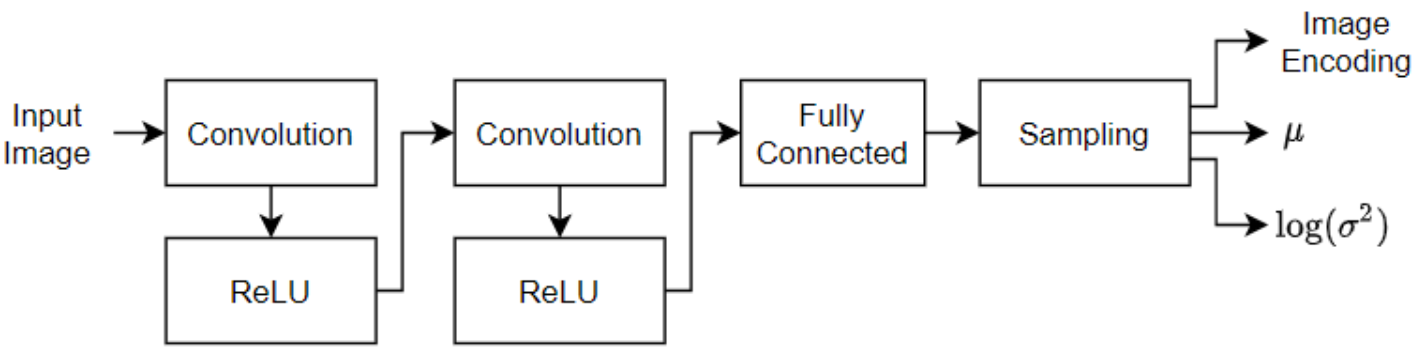 Input
Image
Convolution
ReLU
Convolution
ReLU
Fully
Connected
Sampling
Image
Encoding
μ
log(σ²)